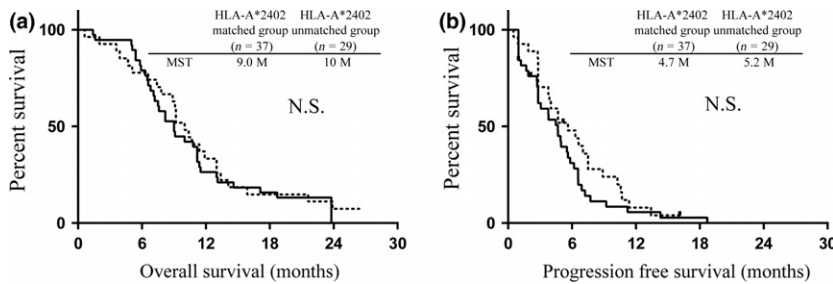 (a)
HLA-A*2402 HLA-A*2402
matched group unmatched group
(n = 37) (n = 29)
MST 9.0 M 10 M
N.S.
Percent survival
100
50
0
0 6 12 18 24 30
Overall survival (months)
(b)
HLA-A*2402 HLA-A*2402
matched group unmatched group
(n = 37) (n = 29)
MST 4.7 M 5.2 M
N.S.
Percent survival
100
50
0
0 6 12 18 24 30
Progression free survival (months)